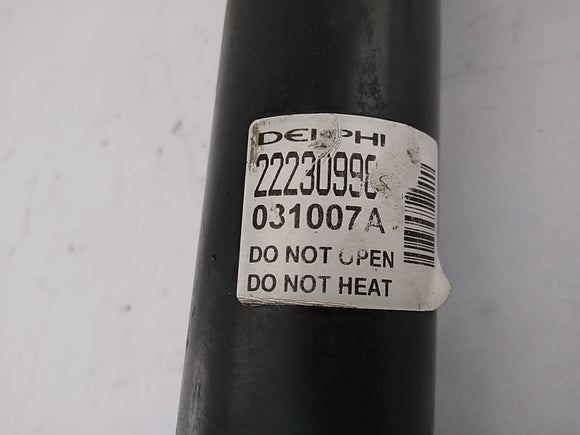 DELPHI
22230990
031007A
DO NOT OPEN
DO NOT HEAT